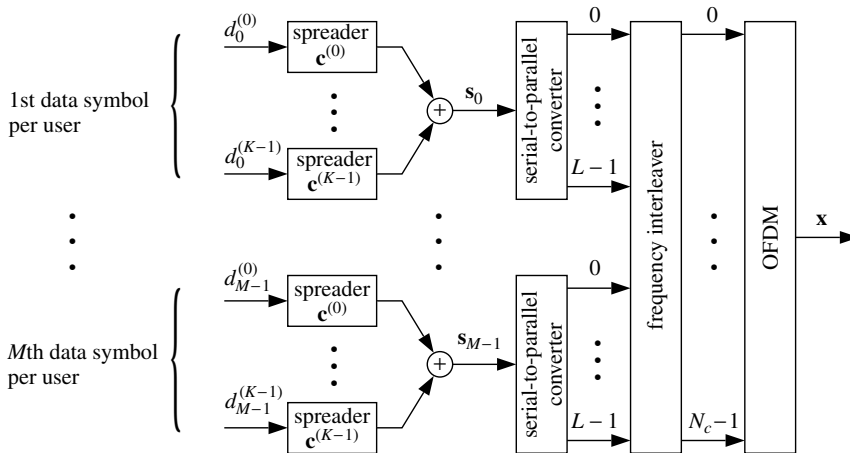 d_0^{(0)}
spreader
c^{(0)}
1st data symbol
per user
d_0^{(K−1)}
spreader
c^{(K−1)}
+
s_0
serial-to-parallel
converter
0
L − 1
d_{M−1}^{(0)}
spreader
c^{(0)}
Mth data symbol
per user
d_{M−1}^{(K−1)}
spreader
c^{(K−1)}
+
s_{M−1}
serial-to-parallel
converter
0
L − 1
frequency interleaver
0
N_c − 1
OFDM
x